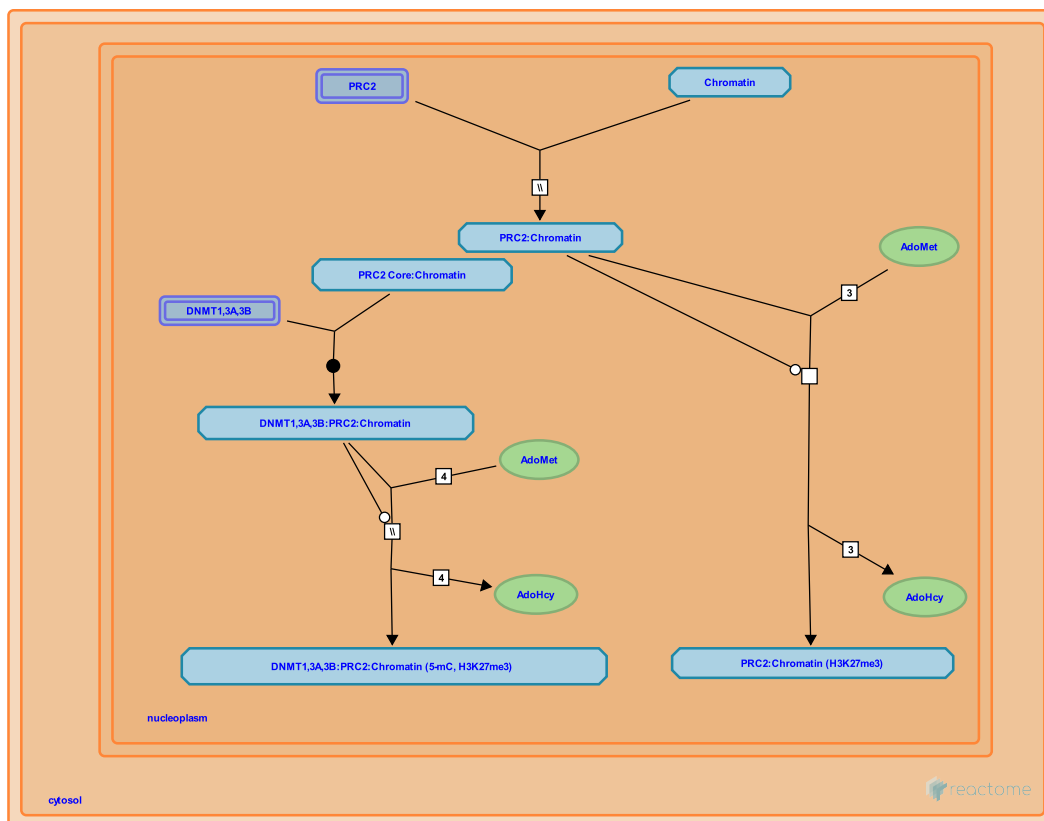 PRC2
Chromatin
\\
PRC2:Chromatin
AdoMet
PRC2 Core:Chromatin
3
DNMT1,3A,3B
DNMT1,3A,3B:PRC2:Chromatin
AdoMet
4
\\
3
4
AdoHcy
AdoHcy
DNMT1,3A,3B:PRC2:Chromatin (5-mC, H3K27me3)
PRC2:Chromatin (H3K27me3)
nucleoplasm
reactome
cytosol